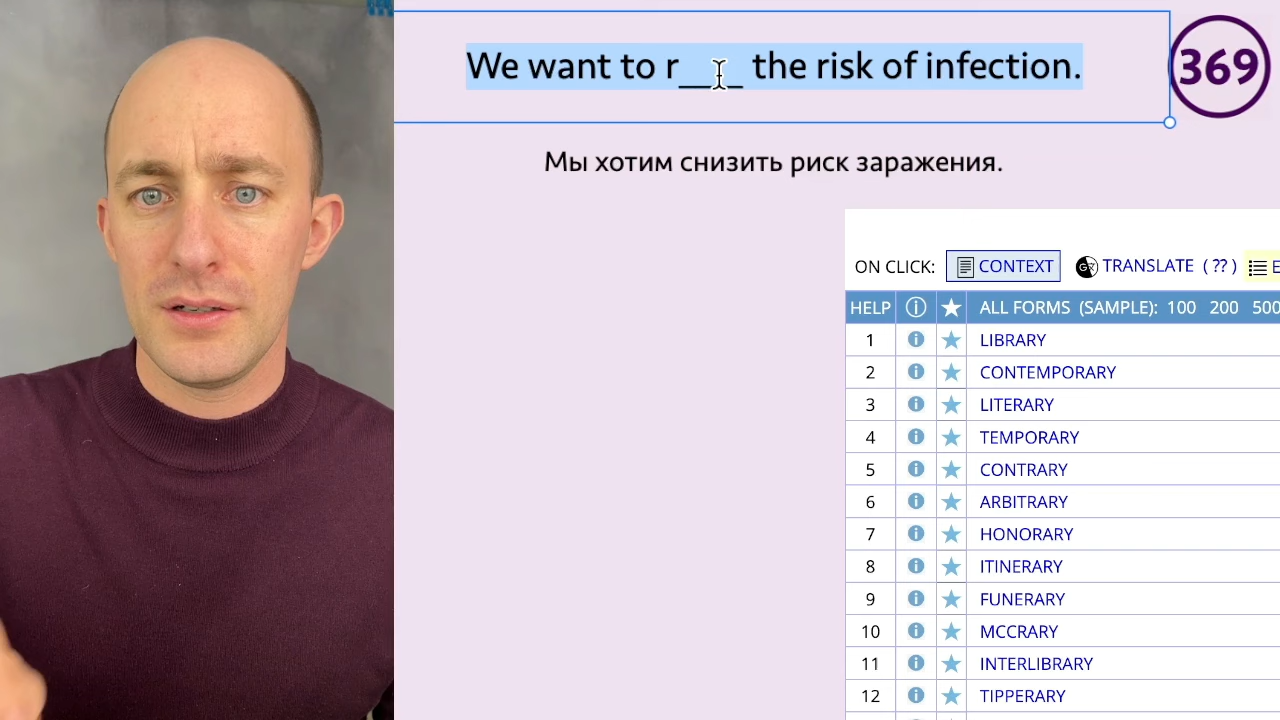 We want to r____ the risk of infection.
369
Мы хотим снизить риск заражения.
ON CLICK: CONTEXT TRANSLATE ( ?? )
HELP ALL FORMS (SAMPLE): 100 200 500
1 LIBRARY
2 CONTEMPORARY
3 LITERARY
4 TEMPORARY
5 CONTRARY
6 ARBITRARY
7 HONORARY
8 ITINERARY
9 FUNERARY
10 MCCRARY
11 INTERLIBRARY
12 TIPPERARY